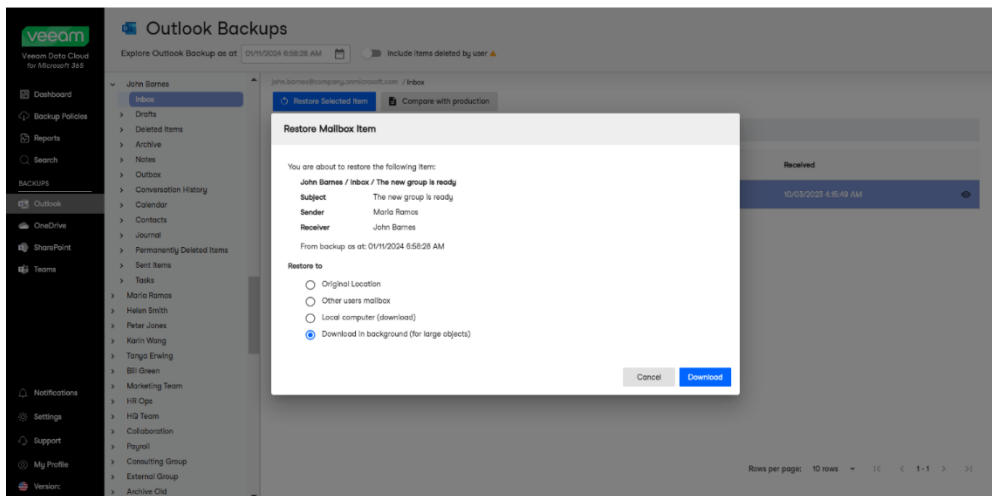 veeam
Veeam Data Cloud
for Microsoft 365
Dashboard
Backup Policies
Reports
Search
BACKUPS
Outlook
OneDrive
SharePoint
Teams
Notifications
Settings
Support
My Profile
Version:
Outlook Backups
Explore Outlook Backup as at 01/11/2024 6:58:28 AM Include items deleted by user
John Barnes
Inbox
Drafts
Deleted Items
Archive
Notes
Outbox
Conversation History
Calendar
Contacts
Journal
Permanently Deleted Items
Sent Items
Tasks
Maria Ramos
Helen Smith
Peter Jones
Karin Wang
Tanya Erwing
Bill Green
Marketing Team
HR Ops
HQ Team
Collaboration
Payroll
Consulting Group
External Group
Archive Old
john.barnes@company.onmicrosoft.com / Inbox
Restore Selected Item Compare with production
Received
10/03/2023 4:15:49 AM
Restore Mailbox Item
You are about to restore the following item:
John Barnes / Inbox / The new group is ready
Subject The new group is ready
Sender Maria Ramos
Receiver John Barnes
From backup as at: 01/11/2024 6:58:28 AM
Restore to
Original Location
Other users mailbox
Local computer (download)
Download in background (for large objects)
Cancel Download
Rows per page: 10 rows 1-1